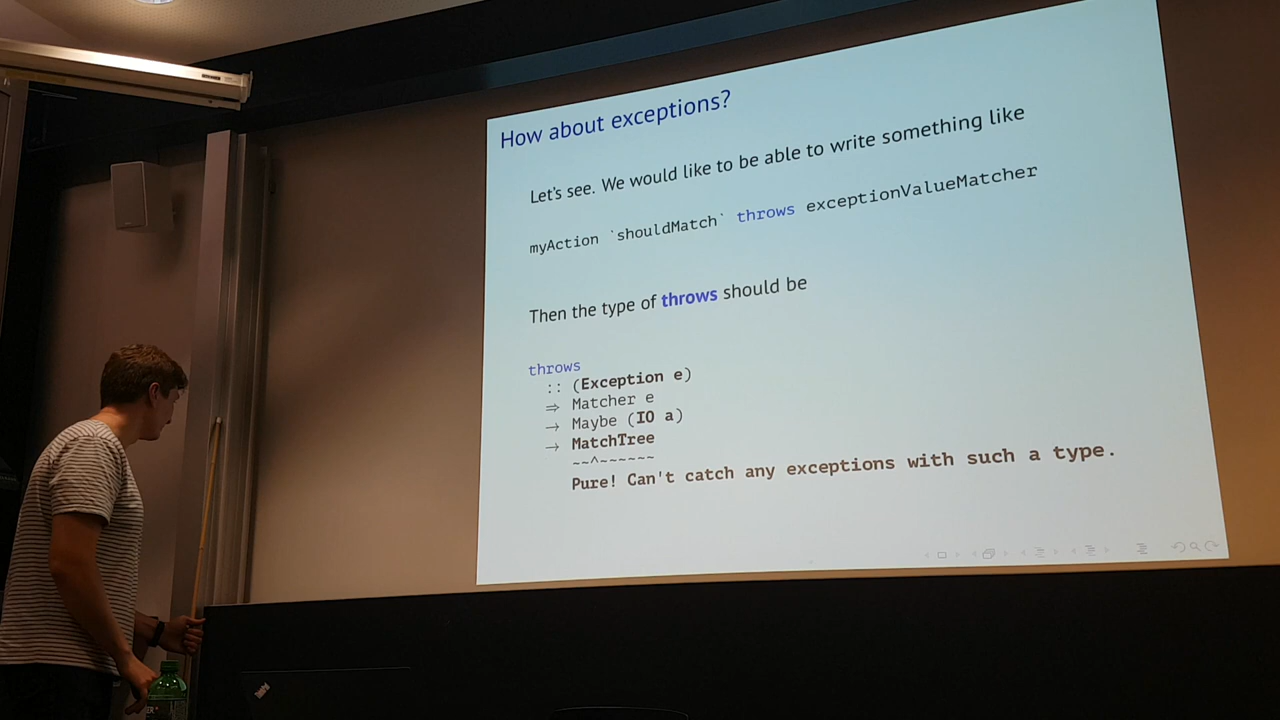 How about exceptions?
Let's see. We would like to be able to write something like
myAction `shouldMatch` throws exceptionValueMatcher
Then the type of throws should be
throws
:: (Exception e)
⇒ Matcher e
→ Maybe (IO a)
→ MatchTree
~~^~~~~~~
Pure! Can't catch any exceptions with such a type.